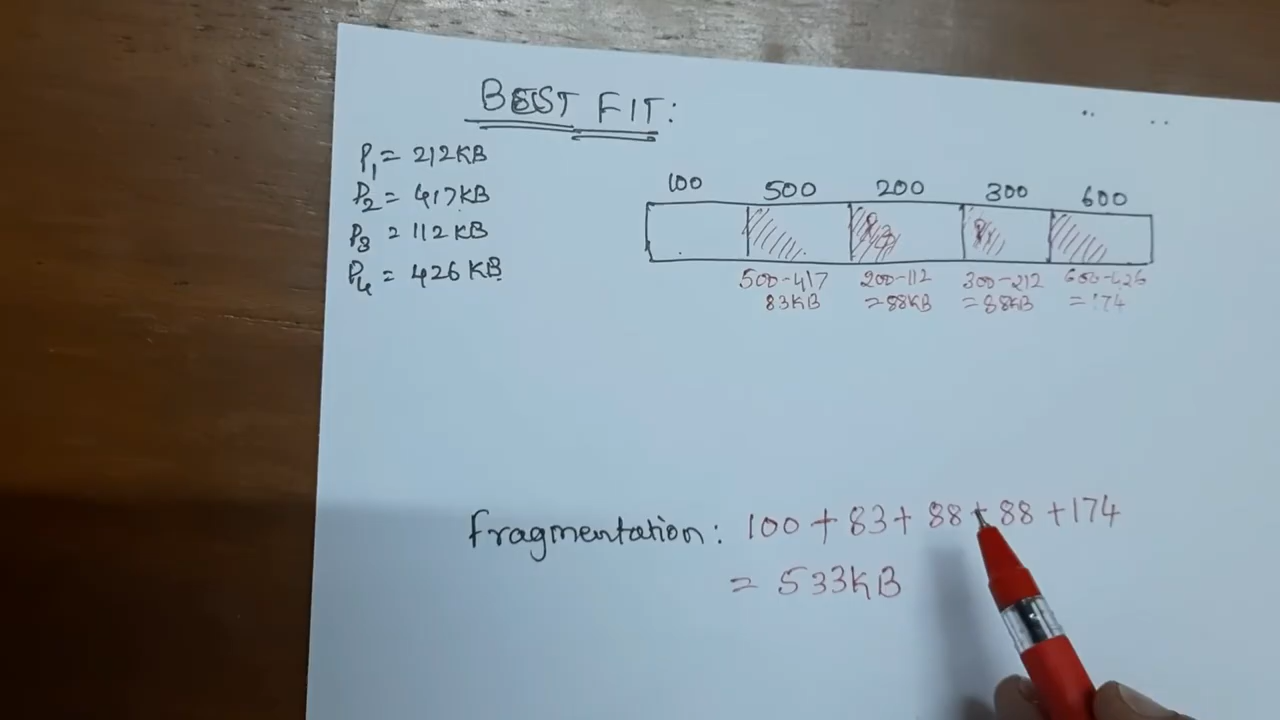 BEST FIT:
P1 = 212KB
P2 = 417KB
P3 = 112KB
P4 = 426KB
100 500 200 300 600
500-417 200-112 300-212 600-426
83KB =88KB =88KB =174
Fragmentation: 100 + 83 + 88 + 88 + 174
= 533KB